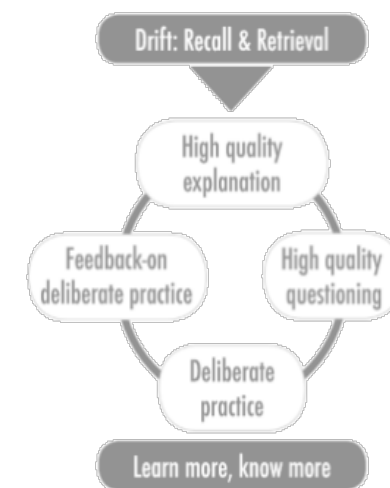 Drift: Recall & Retrieval
High quality
explanation
High quality
questioning
Deliberate
practice
Feedback-on
deliberate practice
Learn more, know more